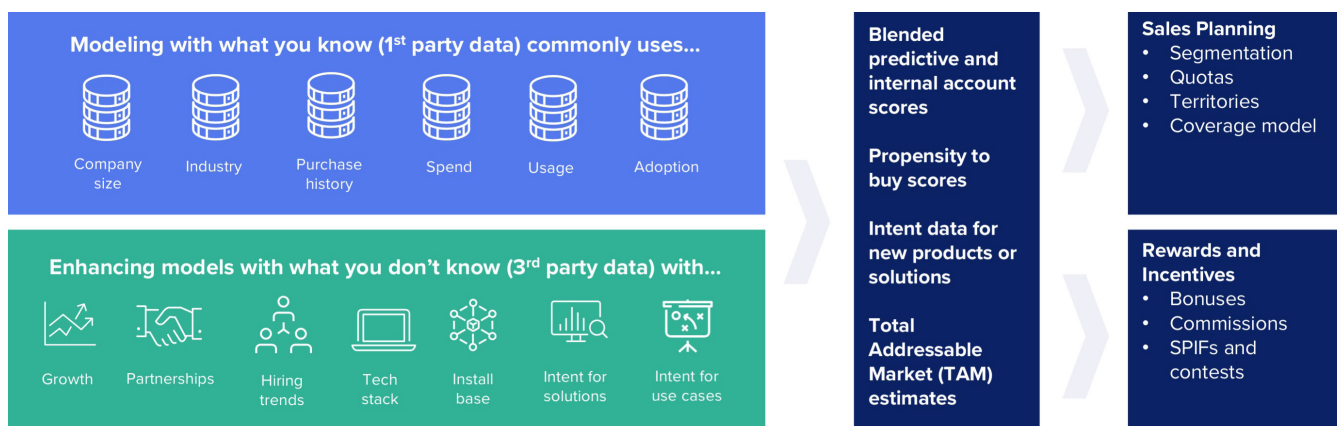 Modeling with what you know (1st party data) commonly uses...
Company
size
Industry
Purchase
history
Spend
Usage
Adoption
Enhancing models with what you don’t know (3rd party data) with...
Growth
Partnerships
Hiring
trends
Tech
stack
Install
base
Intent for
solutions
Intent for
use cases
Blended
predictive and
internal account
scores
Propensity to
buy scores
Intent data for
new products or
solutions
Total
Addressable
Market (TAM)
estimates
Sales Planning
• Segmentation
• Quotas
• Territories
• Coverage model
Rewards and
Incentives
• Bonuses
• Commissions
• SPIFs and
contests